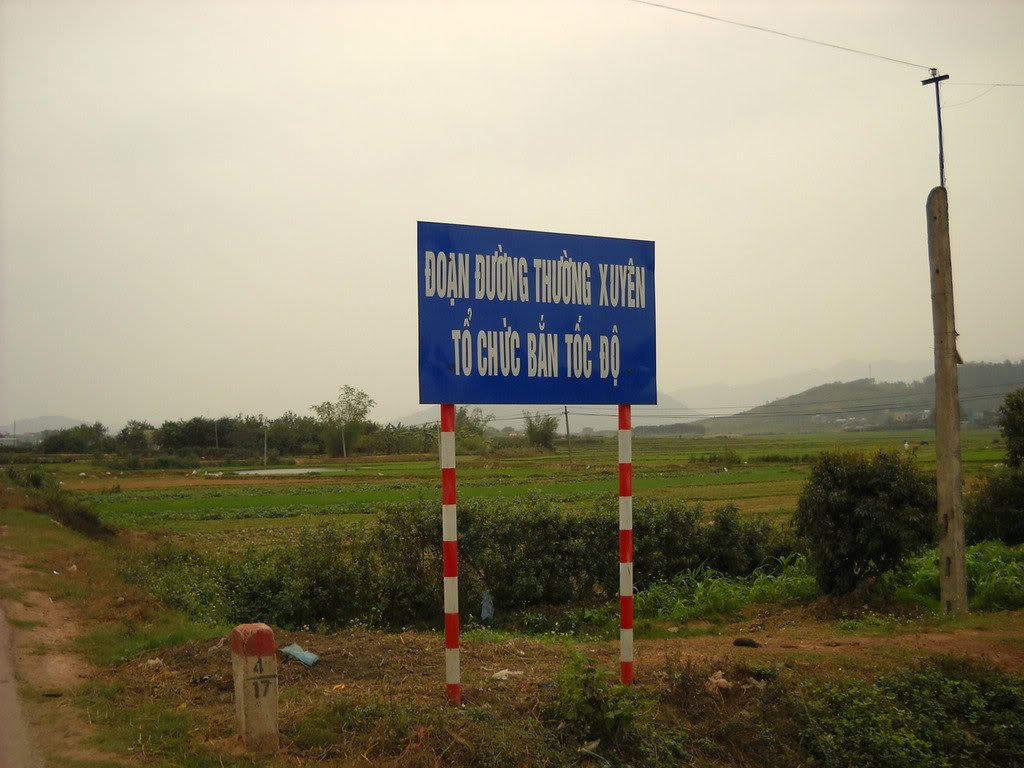 ĐOẠN ĐƯỜNG THƯỜNG XUYÊN
TỔ CHỨC BẮN TỐC ĐỘ
4
17